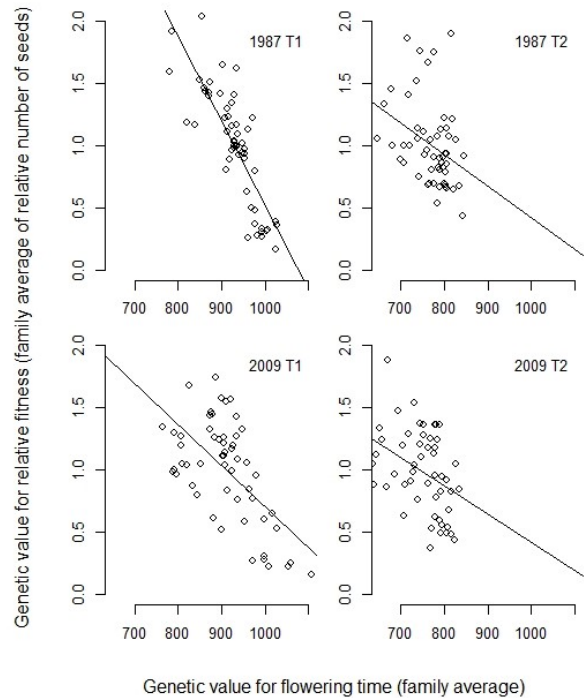 Genetic value for relative fitness (family average of relative number of seeds)
2.0
1.5
1.0
0.5
0.0
1987 T1
700 800 900 1000
2.0
1.5
1.0
0.5
0.0
1987 T2
700 800 900 1000
2.0
1.5
1.0
0.5
0.0
2009 T1
700 800 900 1000
2.0
1.5
1.0
0.5
0.0
2009 T2
700 800 900 1000
Genetic value for flowering time (family average)